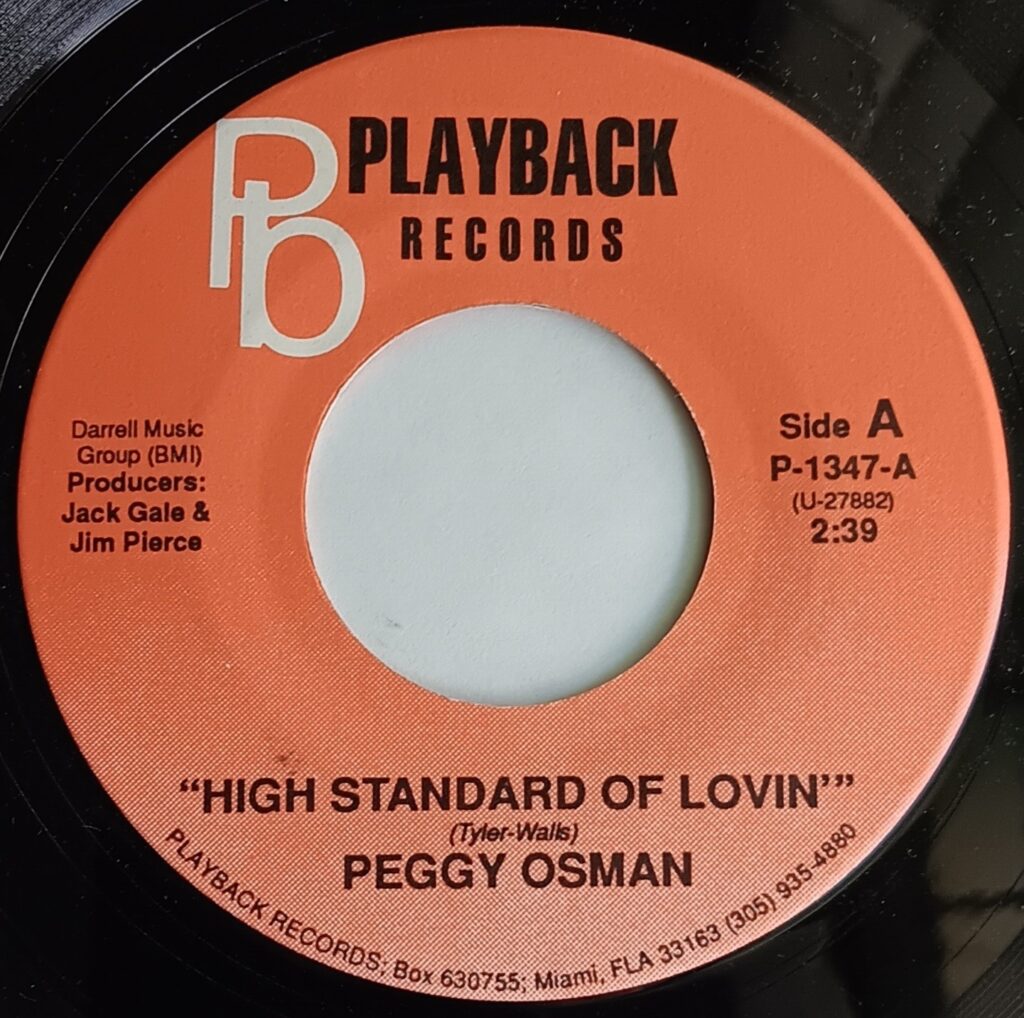 Pb
PLAYBACK
RECORDS
Darrell Music
Group (BMI)
Producers:
Jack Gale &
Jim Pierce
Side A
P-1347-A
(U-27882)
2:39
“HIGH STANDARD OF LOVIN’”
(Tyler-Walls)
PEGGY OSMAN
PLAYBACK RECORDS; Box 630755; Miami, FLA 33163 (305) 935-4880